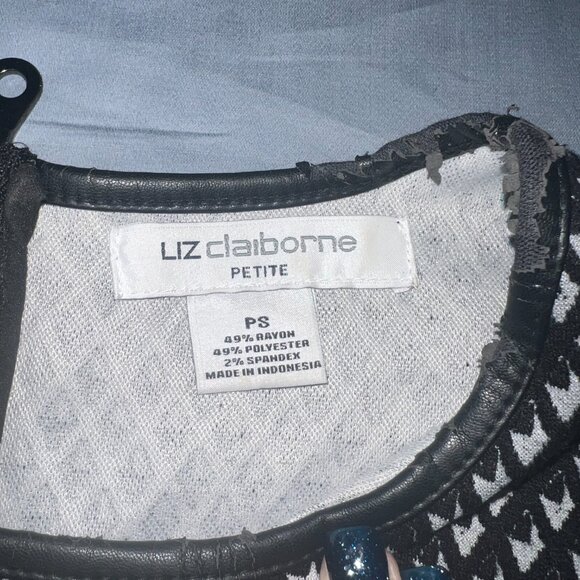 LIZ claiborne
PETITE
PS
49% RAYON
49% POLYESTER
2% SPANDEX
MADE IN INDONESIA